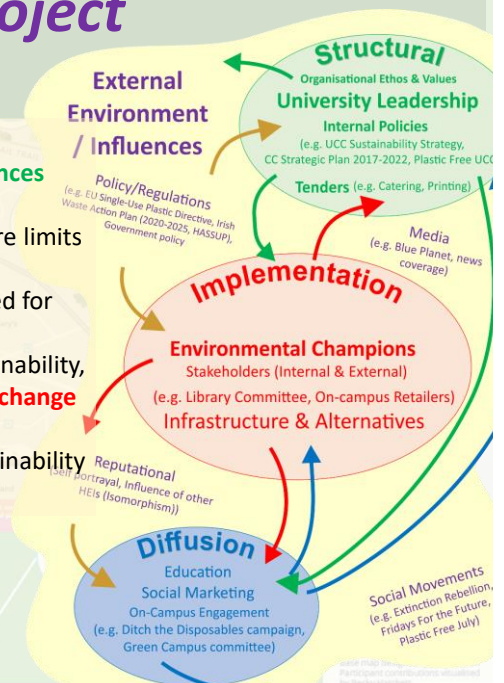 oject
nces
re limits
ed for
nability,
change
inability
External
Environment
/ Influences
Policy/Regulations
(e.g. EU Single-Use Plastic Directive, Irish
Waste Action Plan (2020-2025, HASSUP),
Government policy
Structural
Organisational Ethos & Values
University Leadership
Internal Policies
(e.g. UCC Sustainability Strategy,
CC Strategic Plan 2017-2022, Plastic Free UCC
Tenders (e.g. Catering, Printing)
Media
(e.g. Blue Planet, news
coverage)
Implementation
Environmental Champions
Stakeholders (Internal & External)
(e.g. Library Committee, On-campus Retailers)
Infrastructure & Alternatives
Reputational
(Self portrayal, Influence of other
HEIs (Isomorphism))
Diffusion
Education
Social Marketing
On-Campus Engagement
(e.g. Ditch the Disposables campaign,
Green Campus committee)
Social Movements
(e.g. Extinction Rebellion,
Fridays For the Future,
Plastic Free July)
Participant contributions visualised